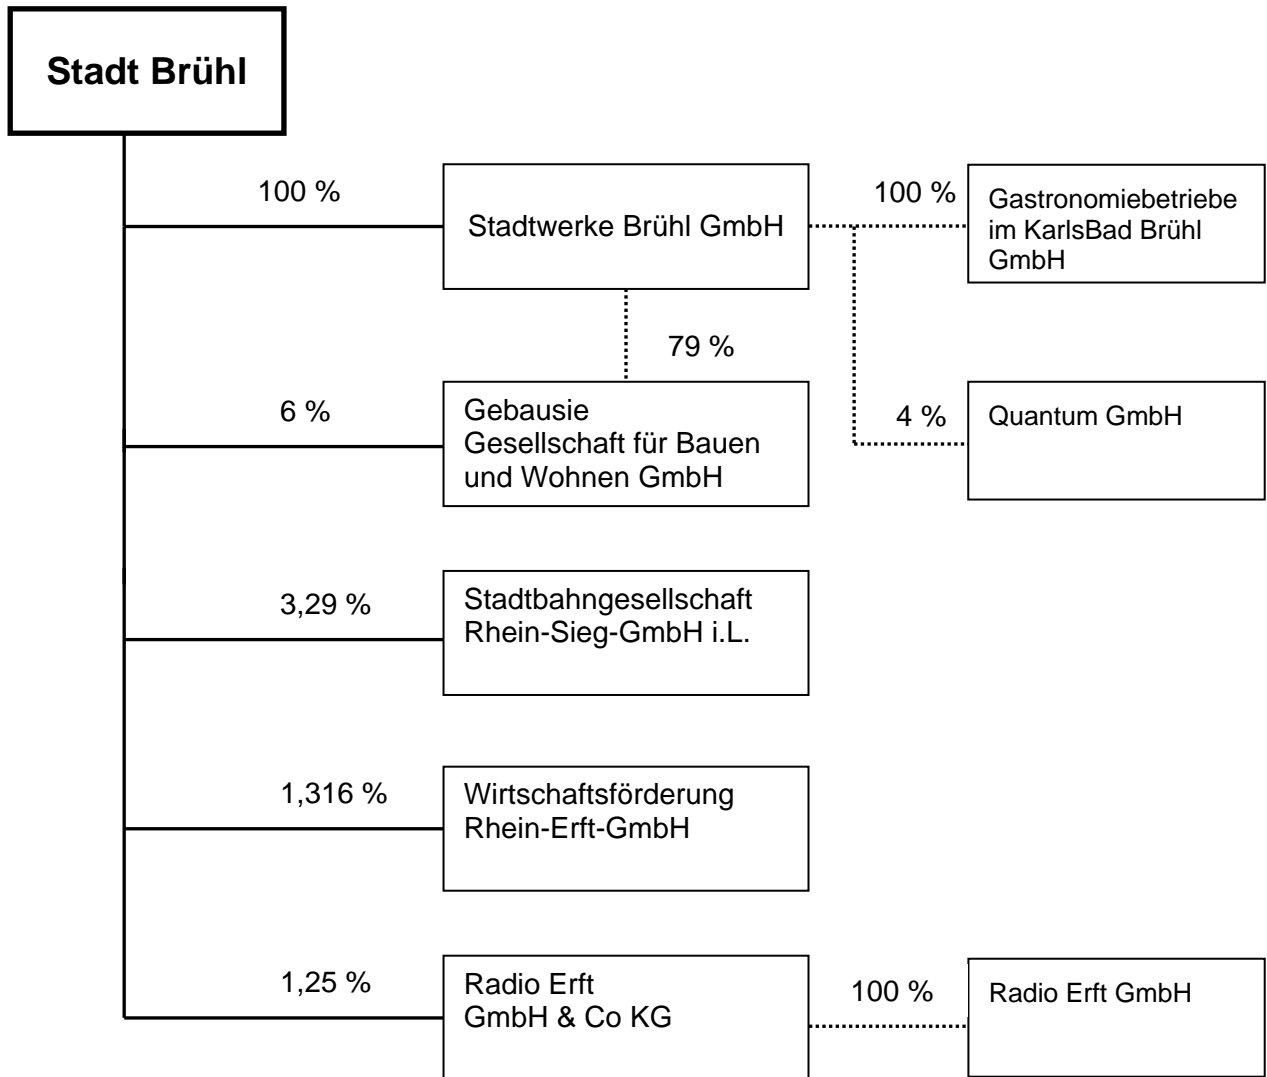 Stadt Brühl
100 %
Stadtwerke Brühl GmbH
100 %
Gastronomiebetriebe
im KarlsBad Brühl
GmbH
79 %
6 %
Gebausie
Gesellschaft für Bauen
und Wohnen GmbH
4 %
Quantum GmbH
3,29 %
Stadtbahngesellschaft
Rhein-Sieg-GmbH i.L.
1,316 %
Wirtschaftsförderung
Rhein-Erft-GmbH
1,25 %
Radio Erft
GmbH & Co KG
100 %
Radio Erft GmbH